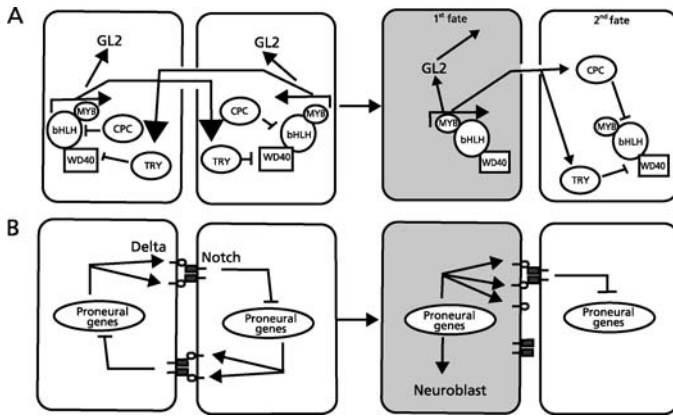 A
GL2
MYB
bHLH
CPC
WD40
TRY
GL2
CPC
MYB
bHLH
TRY
WD40
1st fate
GL2
MYB
bHLH
WD40
2nd fate
CPC
MYB
bHLH
WD40
TRY
B
Delta
Notch
Proneural
genes
Proneural
genes
Proneural
genes
Neuroblast
Proneural
genes